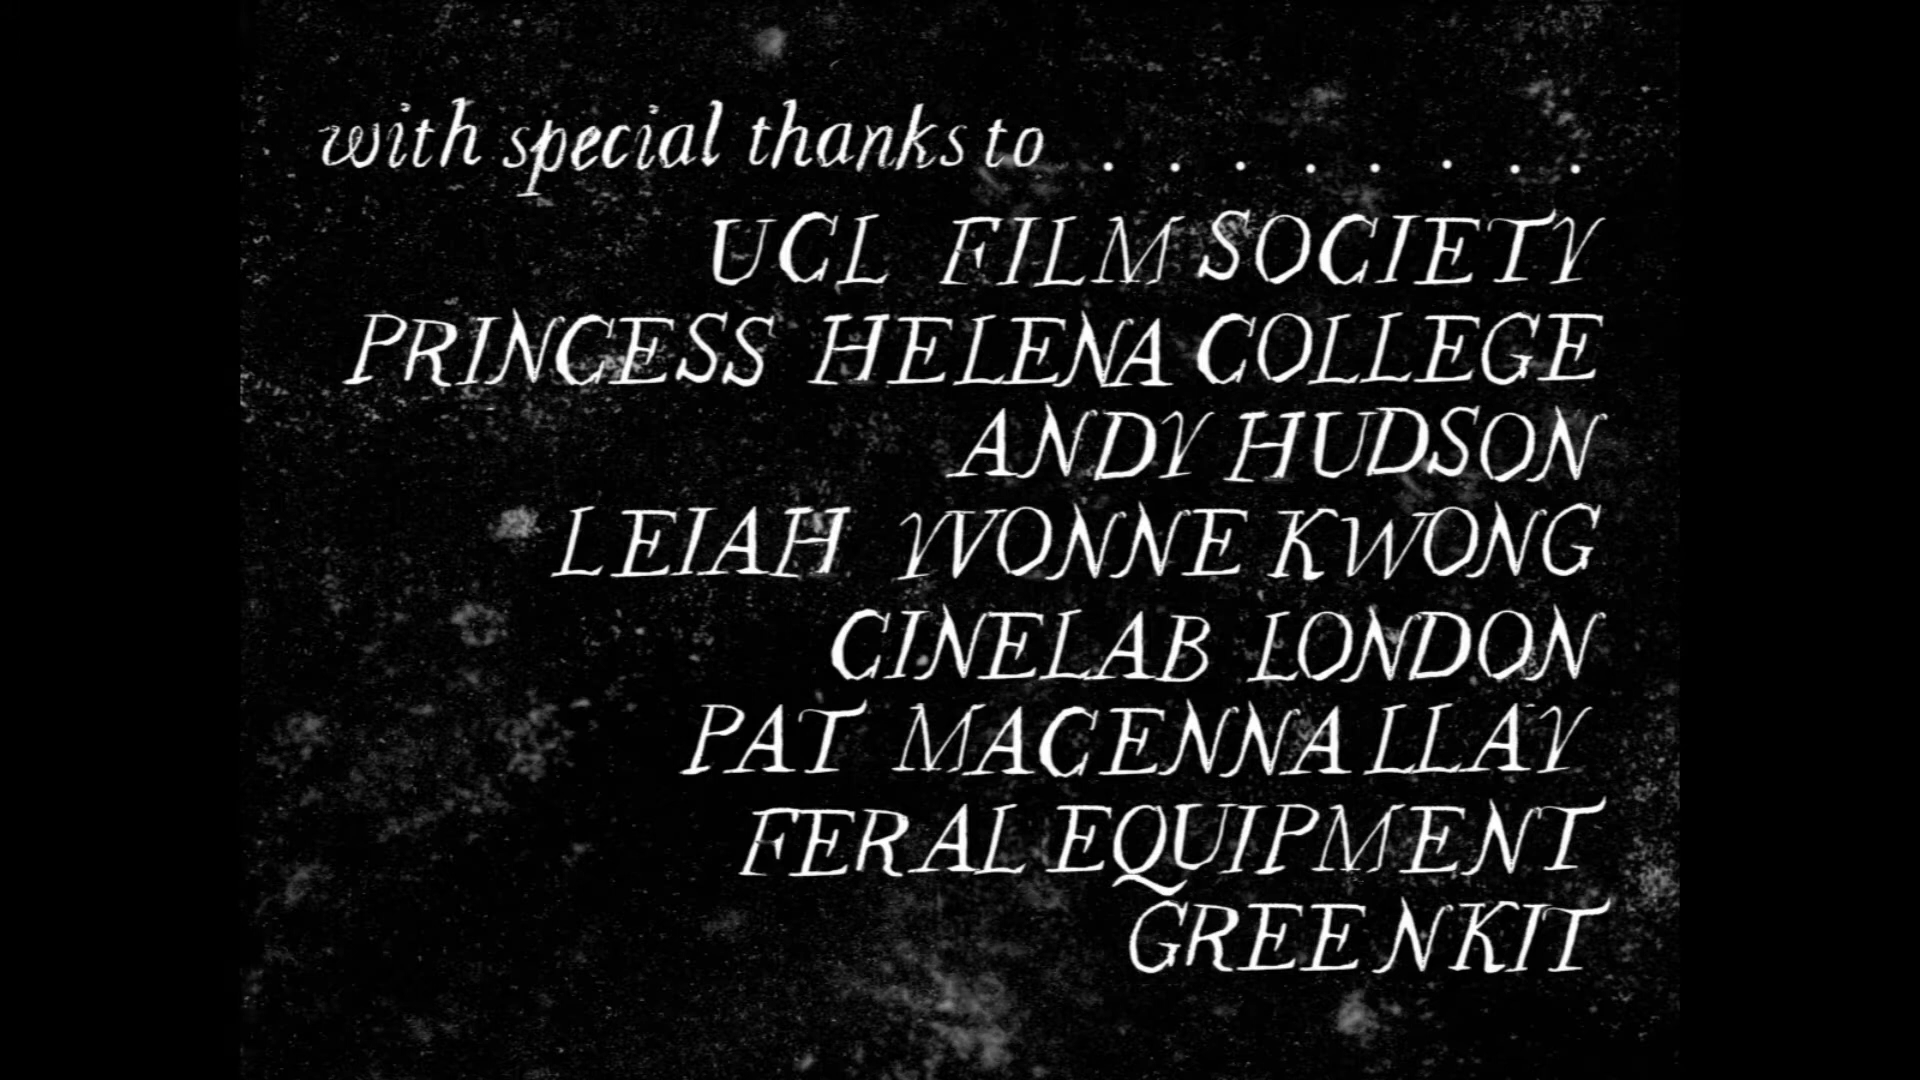 with special thanks to ........
UCL FILM SOCIETY
PRINCESS HELENA COLLEGE
ANDY HUDSON
LEIAH YVONNE KWONG
CINELAB LONDON
PAT MACENNALLAY
FERAL EQUIPMENT
GREENKIT